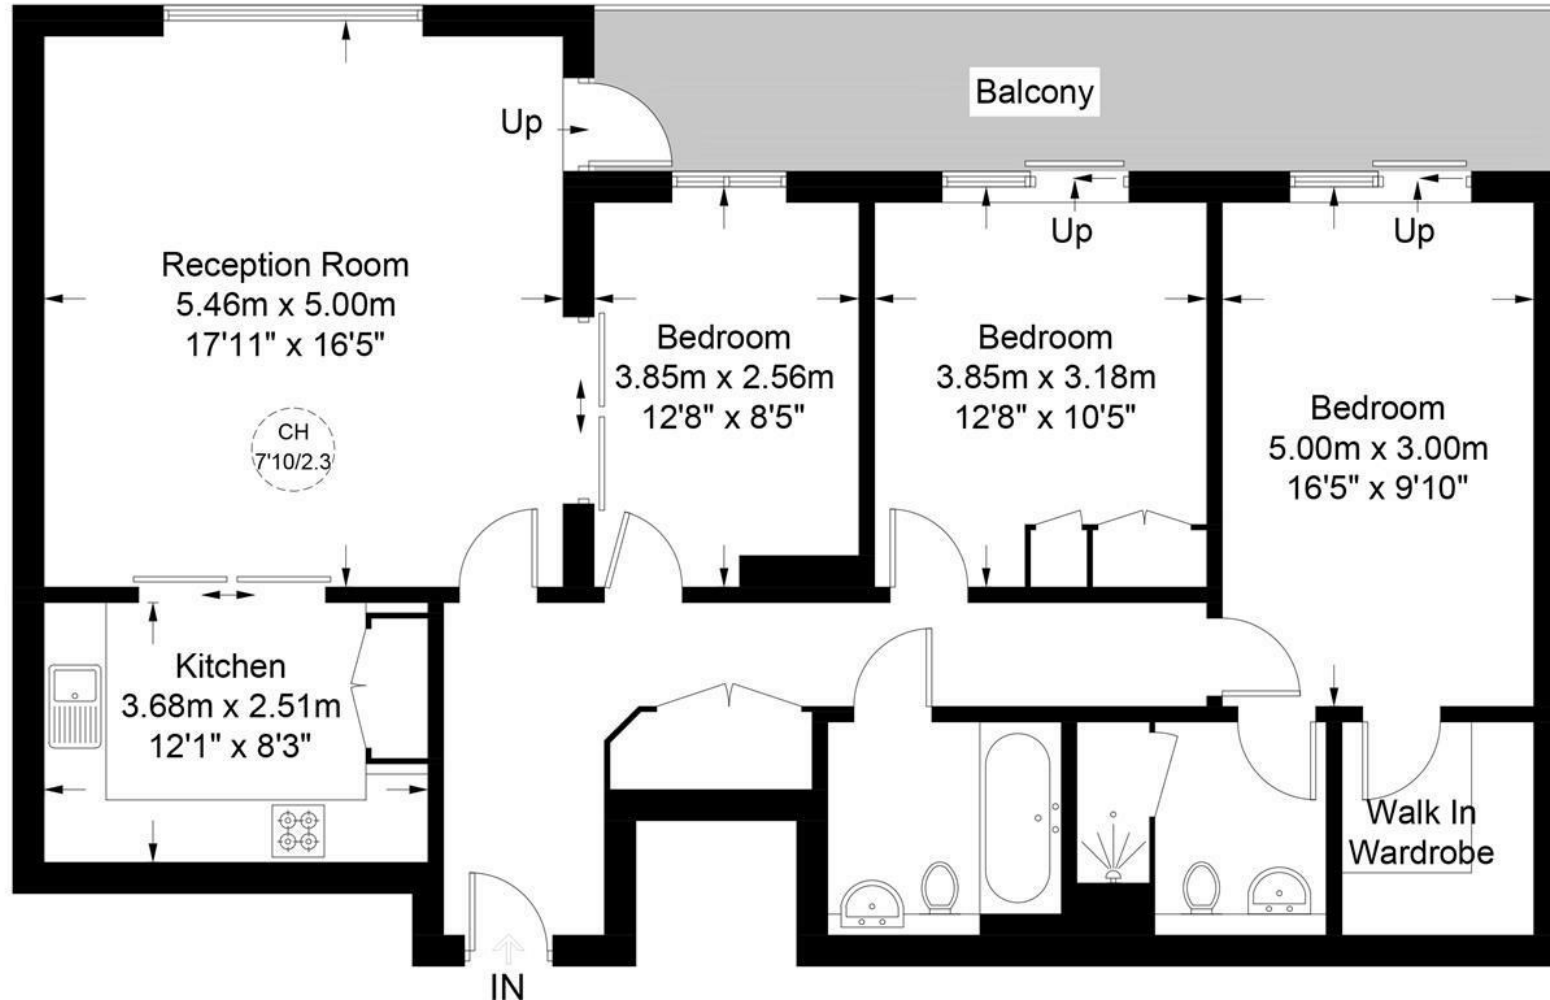 Balcony
Up
Up
Up
Reception Room
5.46m x 5.00m
17'11" x 16'5"
Bedroom
3.85m x 2.56m
12'8" x 8'5"
Bedroom
3.85m x 3.18m
12'8" x 10'5"
Bedroom
5.00m x 3.00m
16'5" x 9'10"
CH
7'10/2.3
Kitchen
3.68m x 2.51m
12'1" x 8'3"
Walk In
Wardrobe
IN